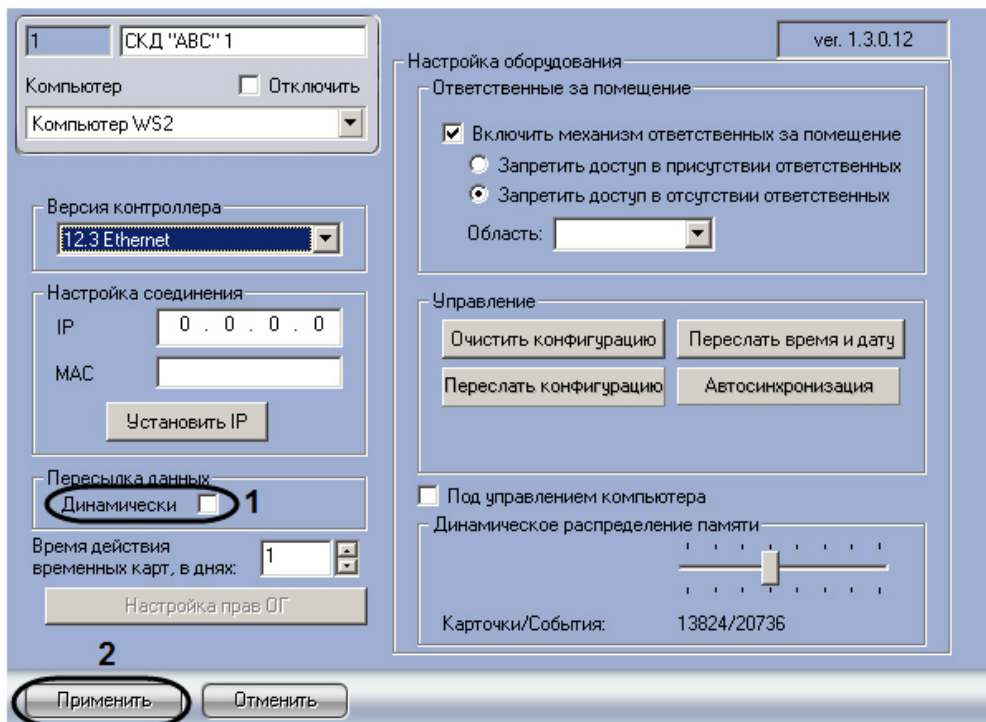 1 СКД "ABC" 1
ver. 1.3.0.12
Компьютер Отключить
Компьютер WS2
Версия контроллера
12.3 Ethernet
Настройка соединения
IP 0 . 0 . 0 . 0
MAC
Установить IP
Пересылка данных
Динамически 1
Время действия
временных карт, в днях: 1
Настройка прав ОГ
Настройка оборудования
Ответственные за помещение
Включить механизм ответственных за помещение
Запретить доступ в присутствии ответственных
Запретить доступ в отсутствии ответственных
Область:
Управление
Очистить конфигурацию Переслать время и дату
Переслать конфигурацию Автосинхронизация
Под управлением компьютера
Динамическое распределение памяти
Карточки/События: 13824/20736
2
Применить Отменить